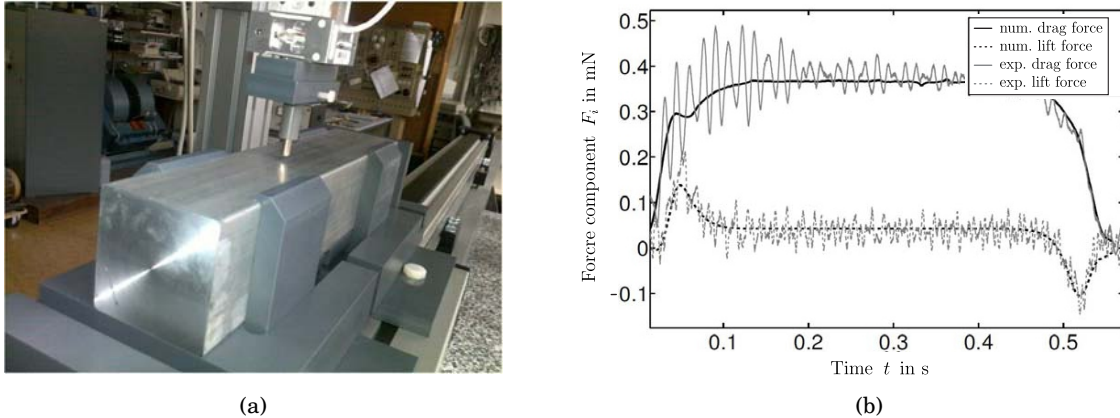 0.5
0.4
0.3
0.2
0.1
0
-0.1
Forcre component F_i in mN
num. drag force
num. lift force
exp. drag force
exp. lift force
0.1 0.2 0.3 0.4 0.5
Time t in s
(a)
(b)